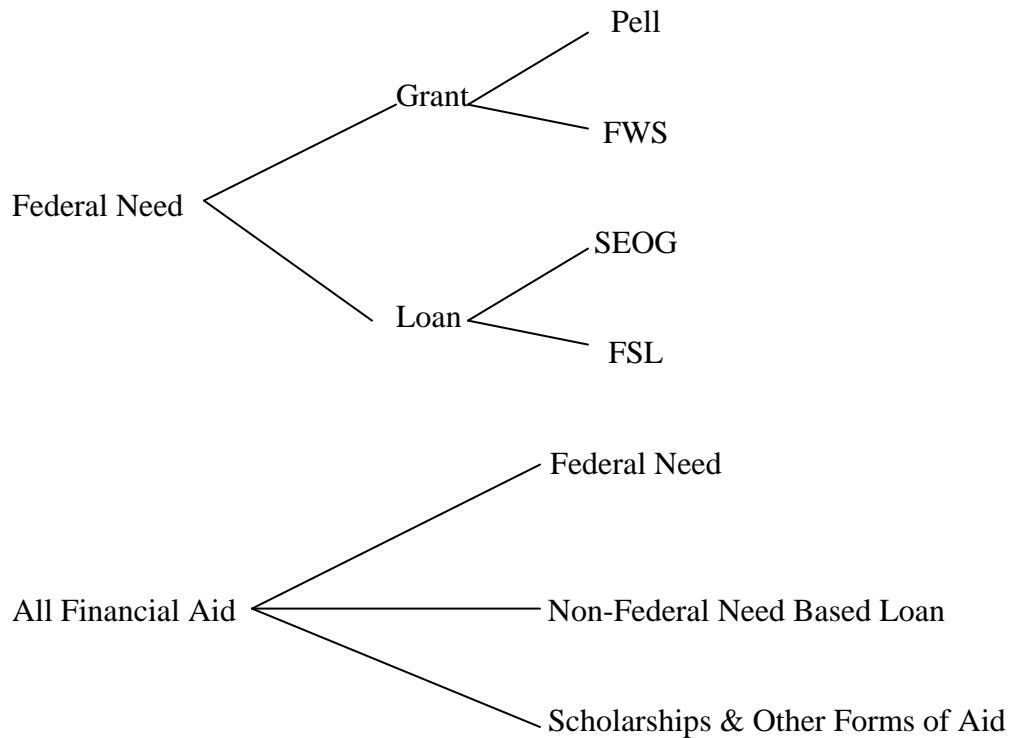 Pell
Grant
FWS
Federal Need
SEOG
Loan
FSL
Federal Need
All Financial Aid
Non-Federal Need Based Loan
Scholarships & Other Forms of Aid